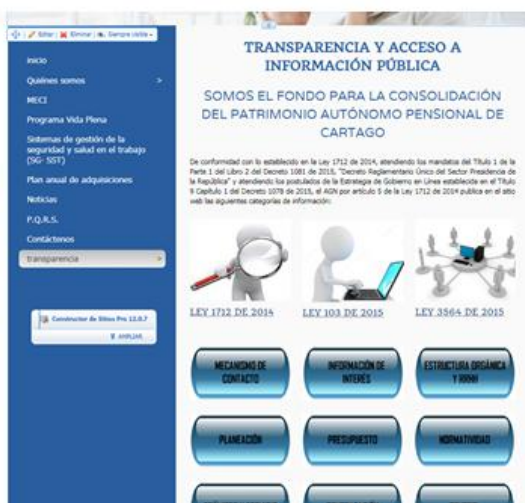 Editar | Eliminar | Siempre visible
inicio
Quiénes somos >
MECI
Programa Vida Plena
Sistemas de gestión de la
seguridad y salud en el trabajo
(SG- SST)
Plan anual de adquisiciones
Noticias
P.Q.R.S.
Contáctenos
transparencia >
Constructor de Sitios Pro 12.0.7
AMPLIAR
TRANSPARENCIA Y ACCESO A
INFORMACIÓN PÚBLICA
SOMOS EL FONDO PARA LA CONSOLIDACIÓN
DEL PATRIMONIO AUTÓNOMO PENSIONAL DE
CARTAGO
De conformidad con lo establecido en la Ley 1712 de 2014, atendiendo los mandatos del Título 1 de la
Parte 1 del Libro 2 del Decreto 1081 de 2015, "Decreto Reglamentario Único del Sector Presidencia de
la República" y atendiendo los postulados de la Estrategia de Gobierno en Línea establecida en el Título
9 Capítulo 1 del Decreto 1078 de 2015, el AGN por artículo 5 de la Ley 1712 de 2014 publica en el sitio
web las siguientes categorías de información:
LEY 1712 DE 2014 LEY 103 DE 2015 LEY 3564 DE 2015
MECANISMO DE
CONTACTO
INFORMACIÓN DE
INTERÉS
ESTRUCTURA ORGÁNICA
Y RRHH
PLANEACIÓN
PRESUPUESTO
NORMATIVIDAD